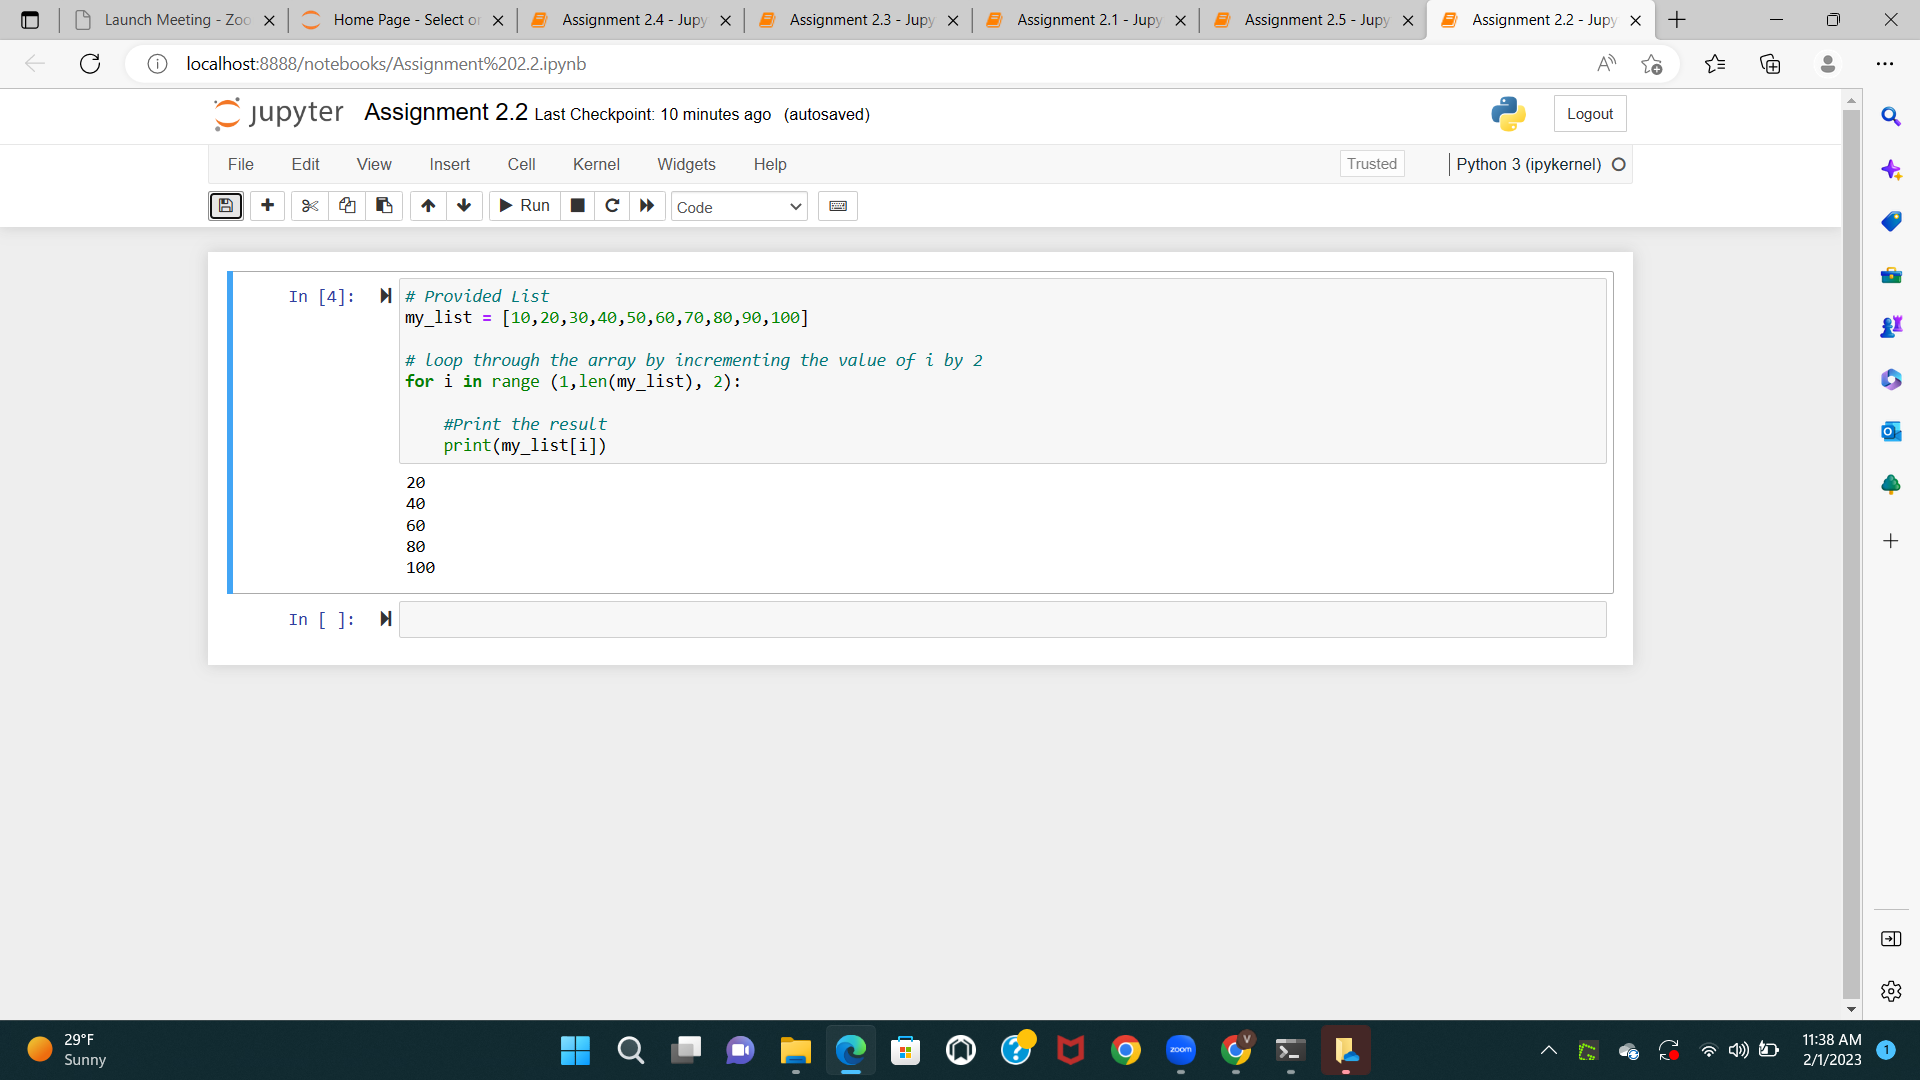 Launch Meeting - Zoo
Home Page - Select or
Assignment 2.4 - Jupy
Assignment 2.3 - Jupy
Assignment 2.1 - Jupy
Assignment 2.5 - Jupy
Assignment 2.2 - Jupy
localhost:8888/notebooks/Assignment%202.2.ipynb
jupyter Assignment 2.2 Last Checkpoint: 10 minutes ago (autosaved)
Logout
File Edit View Insert Cell Kernel Widgets Help
Trusted
Python 3 (ipykernel)
Run
Code
In [4]:
# Provided List
my_list = [10,20,30,40,50,60,70,80,90,100]
# loop through the array by incrementing the value of i by 2
for i in range (1,len(my_list), 2):
#Print the result
print(my_list[i])
20
40
60
80
100
In [ ]:
29°F
Sunny
zoom
V
11:38 AM
2/1/2023
1